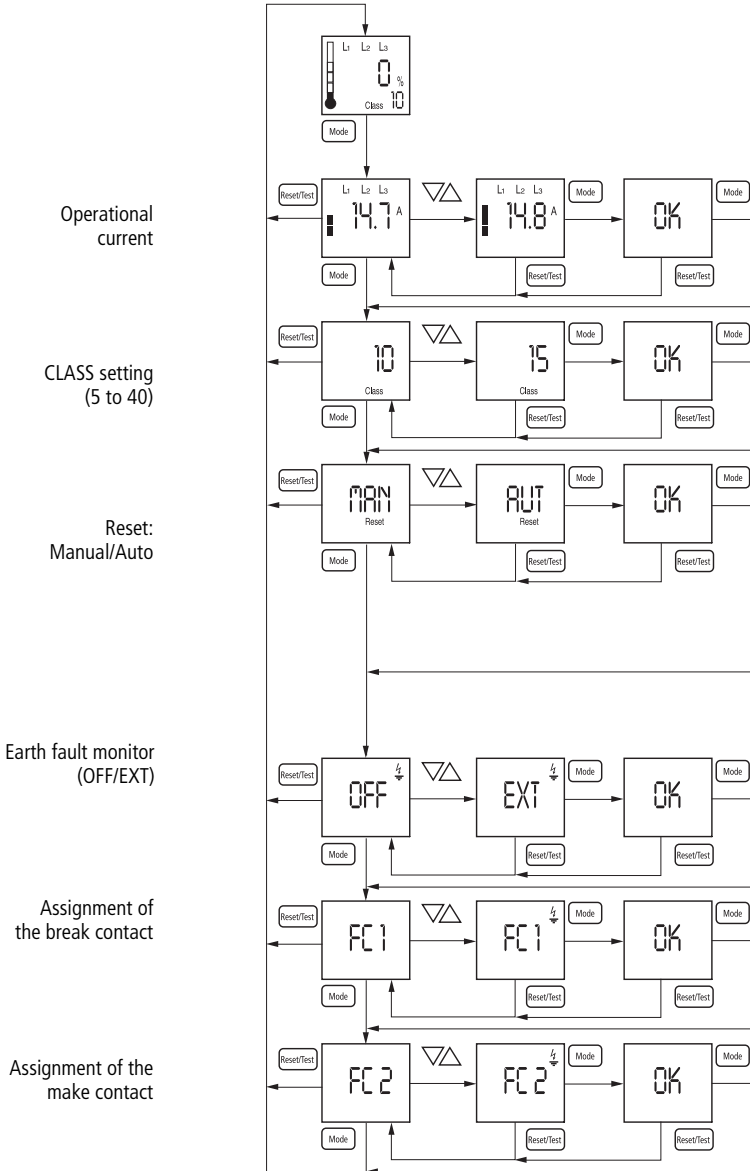 L1 L2 L3
0 %
Class 10
Mode
Operational
current
Reset/Test
L1 L2 L3
14.7 A
L1 L2 L3
14.8 A
Mode
OK
Mode
Mode
Reset/Test
Reset/Test
CLASS setting
(5 to 40)
Reset/Test
10
Class
15
Class
Mode
OK
Mode
Mode
Reset/Test
Reset/Test
Reset:
Manual/Auto
Reset/Test
MAN
Reset
AUT
Reset
Mode
OK
Mode
Mode
Reset/Test
Reset/Test
Earth fault monitor
(OFF/EXT)
Reset/Test
OFF
EXT
Mode
OK
Mode
Mode
Reset/Test
Reset/Test
Assignment of
the break contact
Reset/Test
FC1
FC1
Mode
OK
Mode
Mode
Reset/Test
Reset/Test
Assignment of the
make contact
Reset/Test
FC2
FC2
Mode
OK
Mode
Mode
Reset/Test
Reset/Test